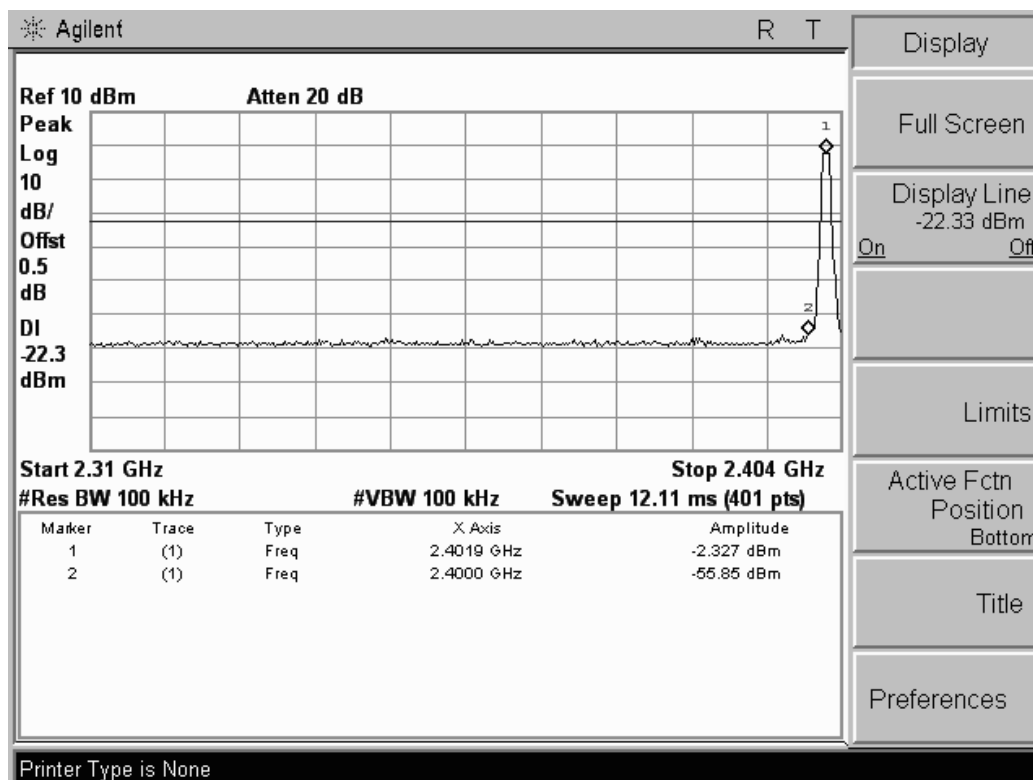 Agilent R T
Ref 10 dBm Atten 20 dB
Peak
Log
10
dB/
Offst
0.5
dB
DI
-22.3
dBm
1
2
Start 2.31 GHz Stop 2.404 GHz
#Res BW 100 kHz #VBW 100 kHz Sweep 12.11 ms (401 pts)
Marker Trace Type X Axis Amplitude
1 (1) Freq 2.4019 GHz -2.327 dBm
2 (1) Freq 2.4000 GHz -55.85 dBm
Printer Type is None
Display
Full Screen
Display Line
-22.33 dBm
On Off
Limits
Active Fctn
Position
Bottom
Title
Preferences